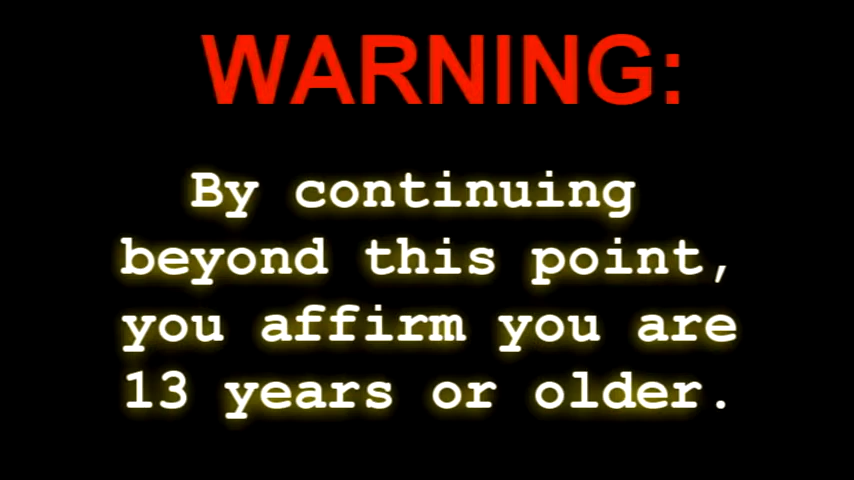 WARNING:
By continuing
beyond this point,
you affirm you are
13 years or older.